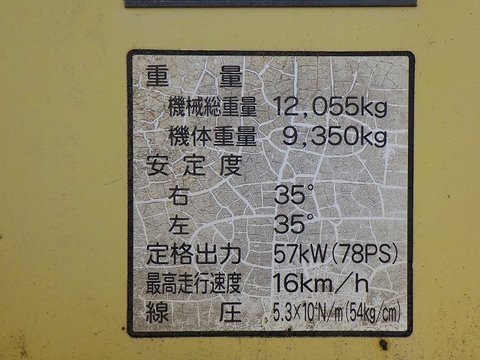 重量
機械総重量 12,055kg
機体重量 9,350kg
安定度
右 35°
左 35°
定格出力 57kW(78PS)
最高走行速度 16km/h
線圧 5.3×10⁴N/m(54kg/cm)